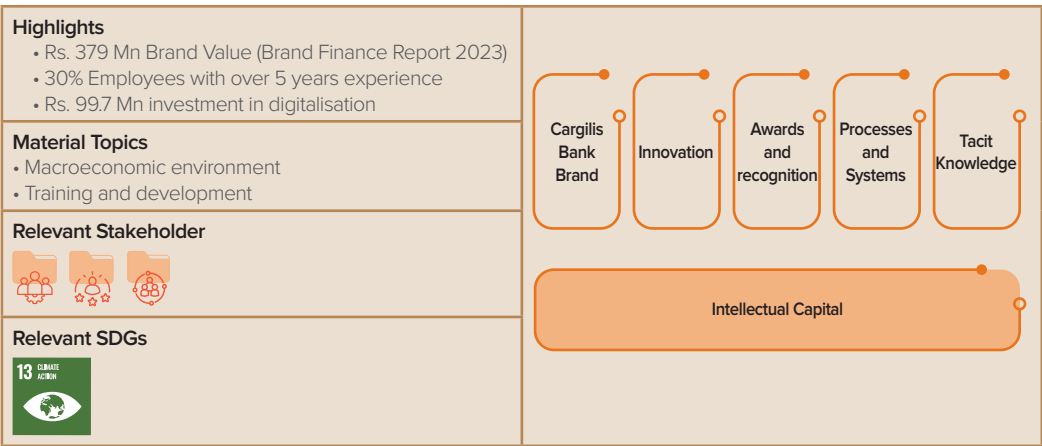 Highlights
• Rs. 379 Mn Brand Value (Brand Finance Report 2023)
• 30% Employees with over 5 years experience
• Rs. 99.7 Mn investment in digitalisation
Material Topics
• Macroeconomic environment
• Training and development
Relevant Stakeholder
Relevant SDGs
13 CLIMATE
ACTION
Cargilis
Bank
Brand
Innovation
Awards
and
recognition
Processes
and
Systems
Tacit
Knowledge
Intellectual Capital